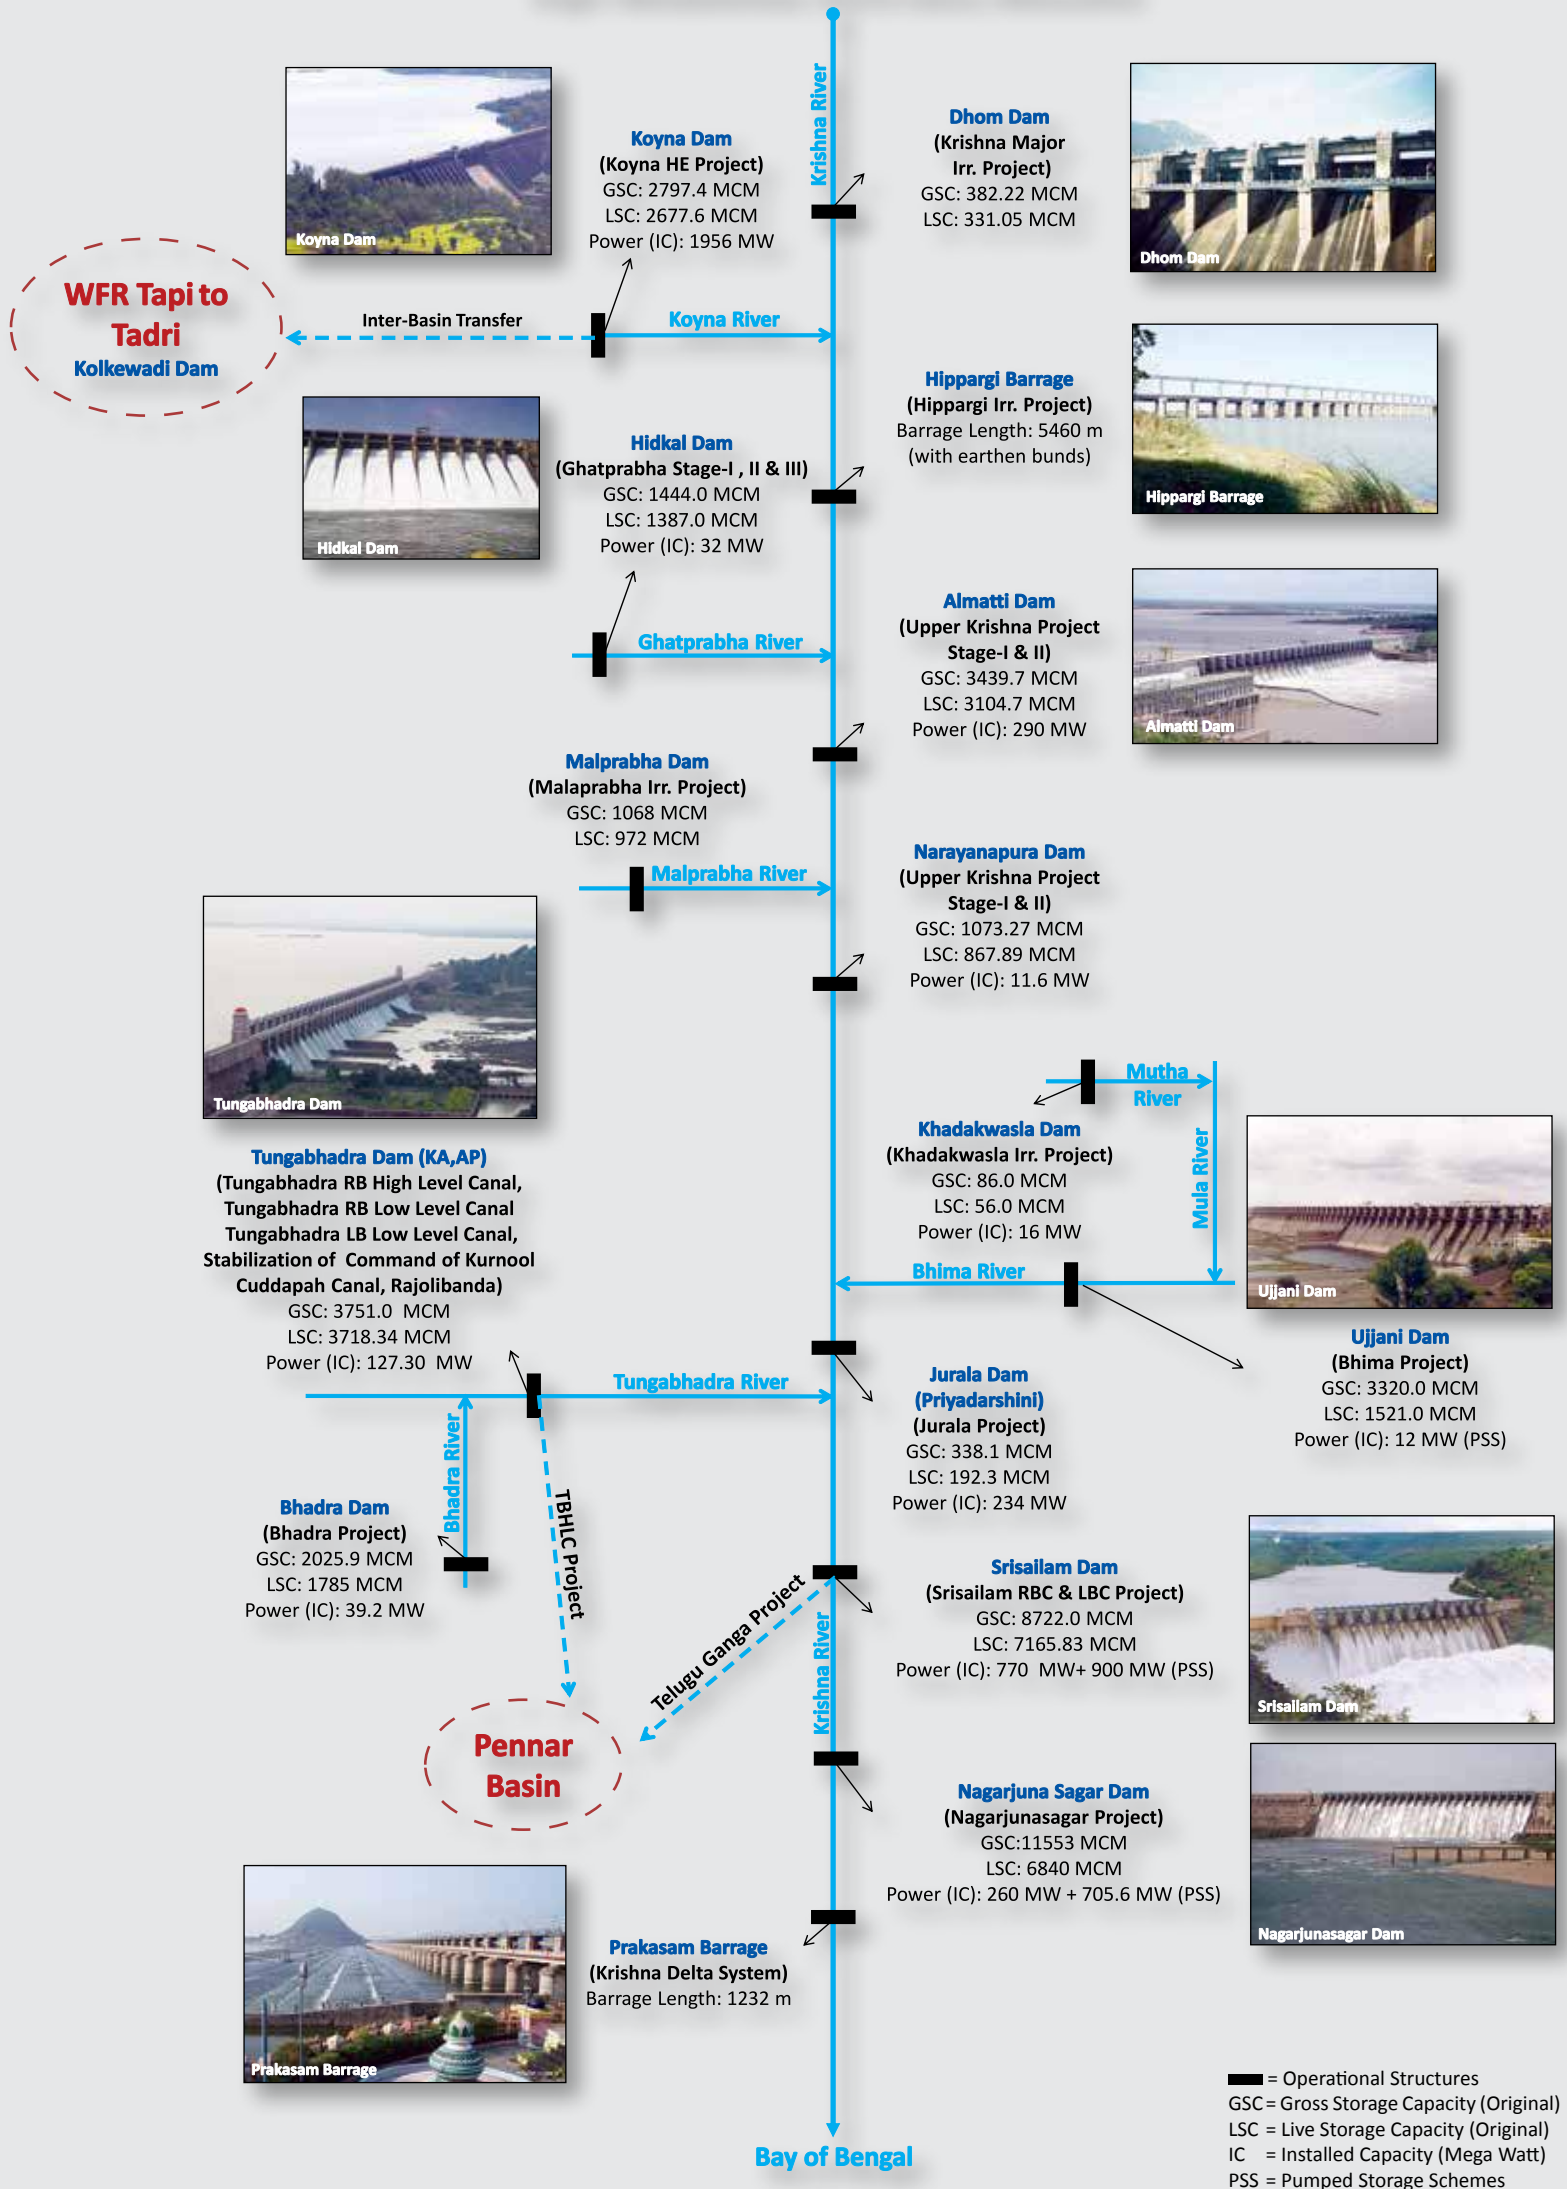 Krishna River
Koyna Dam
Koyna Dam
(Koyna HE Project)
GSC: 2797.4 MCM
LSC: 2677.6 MCM
Power (IC): 1956 MW
Dhom Dam
(Krishna Major
Irr. Project)
GSC: 382.22 MCM
LSC: 331.05 MCM
Dhom Dam
WFR Tapi to
Tadri
Kolkewadi Dam
Inter-Basin Transfer
Koyna River
Hippargi Barrage
(Hippargi Irr. Project)
Barrage Length: 5460 m
(with earthen bunds)
Hippargi Barrage
Hidkal Dam
Hidkal Dam
(Ghatprabha Stage-I , II & III)
GSC: 1444.0 MCM
LSC: 1387.0 MCM
Power (IC): 32 MW
Ghatprabha River
Almatti Dam
(Upper Krishna Project
Stage-I & II)
GSC: 3439.7 MCM
LSC: 3104.7 MCM
Power (IC): 290 MW
Almatti Dam
Malprabha Dam
(Malaprabha Irr. Project)
GSC: 1068 MCM
LSC: 972 MCM
Malprabha River
Narayanapura Dam
(Upper Krishna Project
Stage-I & II)
GSC: 1073.27 MCM
LSC: 867.89 MCM
Power (IC): 11.6 MW
Tungabhadra Dam
Tungabhadra Dam (KA,AP)
(Tungabhadra RB High Level Canal,
Tungabhadra RB Low Level Canal
Tungabhadra LB Low Level Canal,
Stabilization of Command of Kurnool
Cuddapah Canal, Rajolibanda)
GSC: 3751.0 MCM
LSC: 3718.34 MCM
Power (IC): 127.30 MW
Mutha
River
Khadakwasla Dam
(Khadakwasla Irr. Project)
GSC: 86.0 MCM
LSC: 56.0 MCM
Power (IC): 16 MW
Mula River
Bhima River
Ujjani Dam
Ujjani Dam
(Bhima Project)
GSC: 3320.0 MCM
LSC: 1521.0 MCM
Power (IC): 12 MW (PSS)
Tungabhadra River
Jurala Dam
(Priyadarshini)
(Jurala Project)
GSC: 338.1 MCM
LSC: 192.3 MCM
Power (IC): 234 MW
Bhadra River
Bhadra Dam
(Bhadra Project)
GSC: 2025.9 MCM
LSC: 1785 MCM
Power (IC): 39.2 MW
TBHLC Project
Telugu Ganga Project
Krishna River
Srisailam Dam
(Srisailam RBC & LBC Project)
GSC: 8722.0 MCM
LSC: 7165.83 MCM
Power (IC): 770 MW+ 900 MW (PSS)
Srisailam Dam
Pennar
Basin
Nagarjuna Sagar Dam
(Nagarjunasagar Project)
GSC:11553 MCM
LSC: 6840 MCM
Power (IC): 260 MW + 705.6 MW (PSS)
Nagarjunasagar Dam
Prakasam Barrage
Prakasam Barrage
(Krishna Delta System)
Barrage Length: 1232 m
Bay of Bengal
= Operational Structures
GSC = Gross Storage Capacity (Original)
LSC = Live Storage Capacity (Original)
IC = Installed Capacity (Mega Watt)
PSS = Pumped Storage Schemes